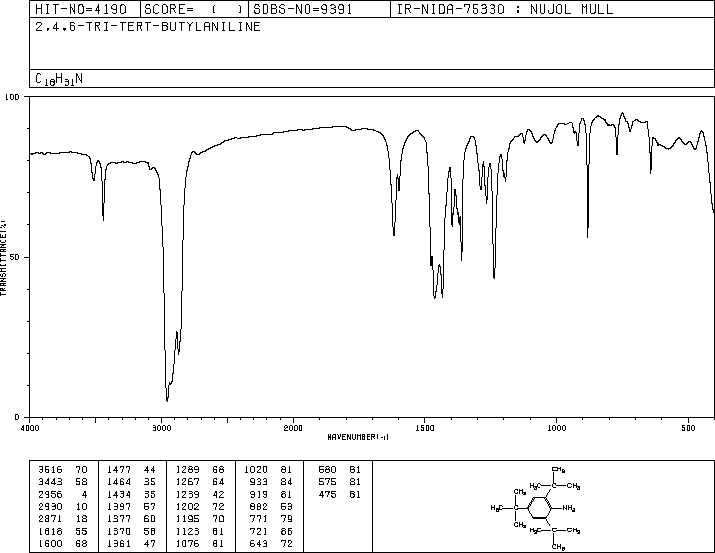 HIT-NO=4190 SCORE= ( ) SDBS-NO=9391 IR-NIDA-75330 : NUJOL MULL
2,4,6-TRI-TERT-BUTYLANILINE
C18H31N
100
50
0
TRANSMITTANCE(%)
4000 3000 2000 1500 1000 500
WAVENUMBER(-1)
3516 70 1477 44 1289 68 1020 81 580 81
3443 58 1464 35 1267 64 933 84 575 81
2956 4 1434 35 1239 42 919 81 475 81
2930 10 1397 57 1202 72 882 53
2871 18 1377 60 1195 70 771 79
1618 55 1370 58 1123 81 721 86
1600 68 1361 47 1076 81 643 72
CH3
H3C CH3
CH3
H3C NH2
CH3
H3C CH3
CH3